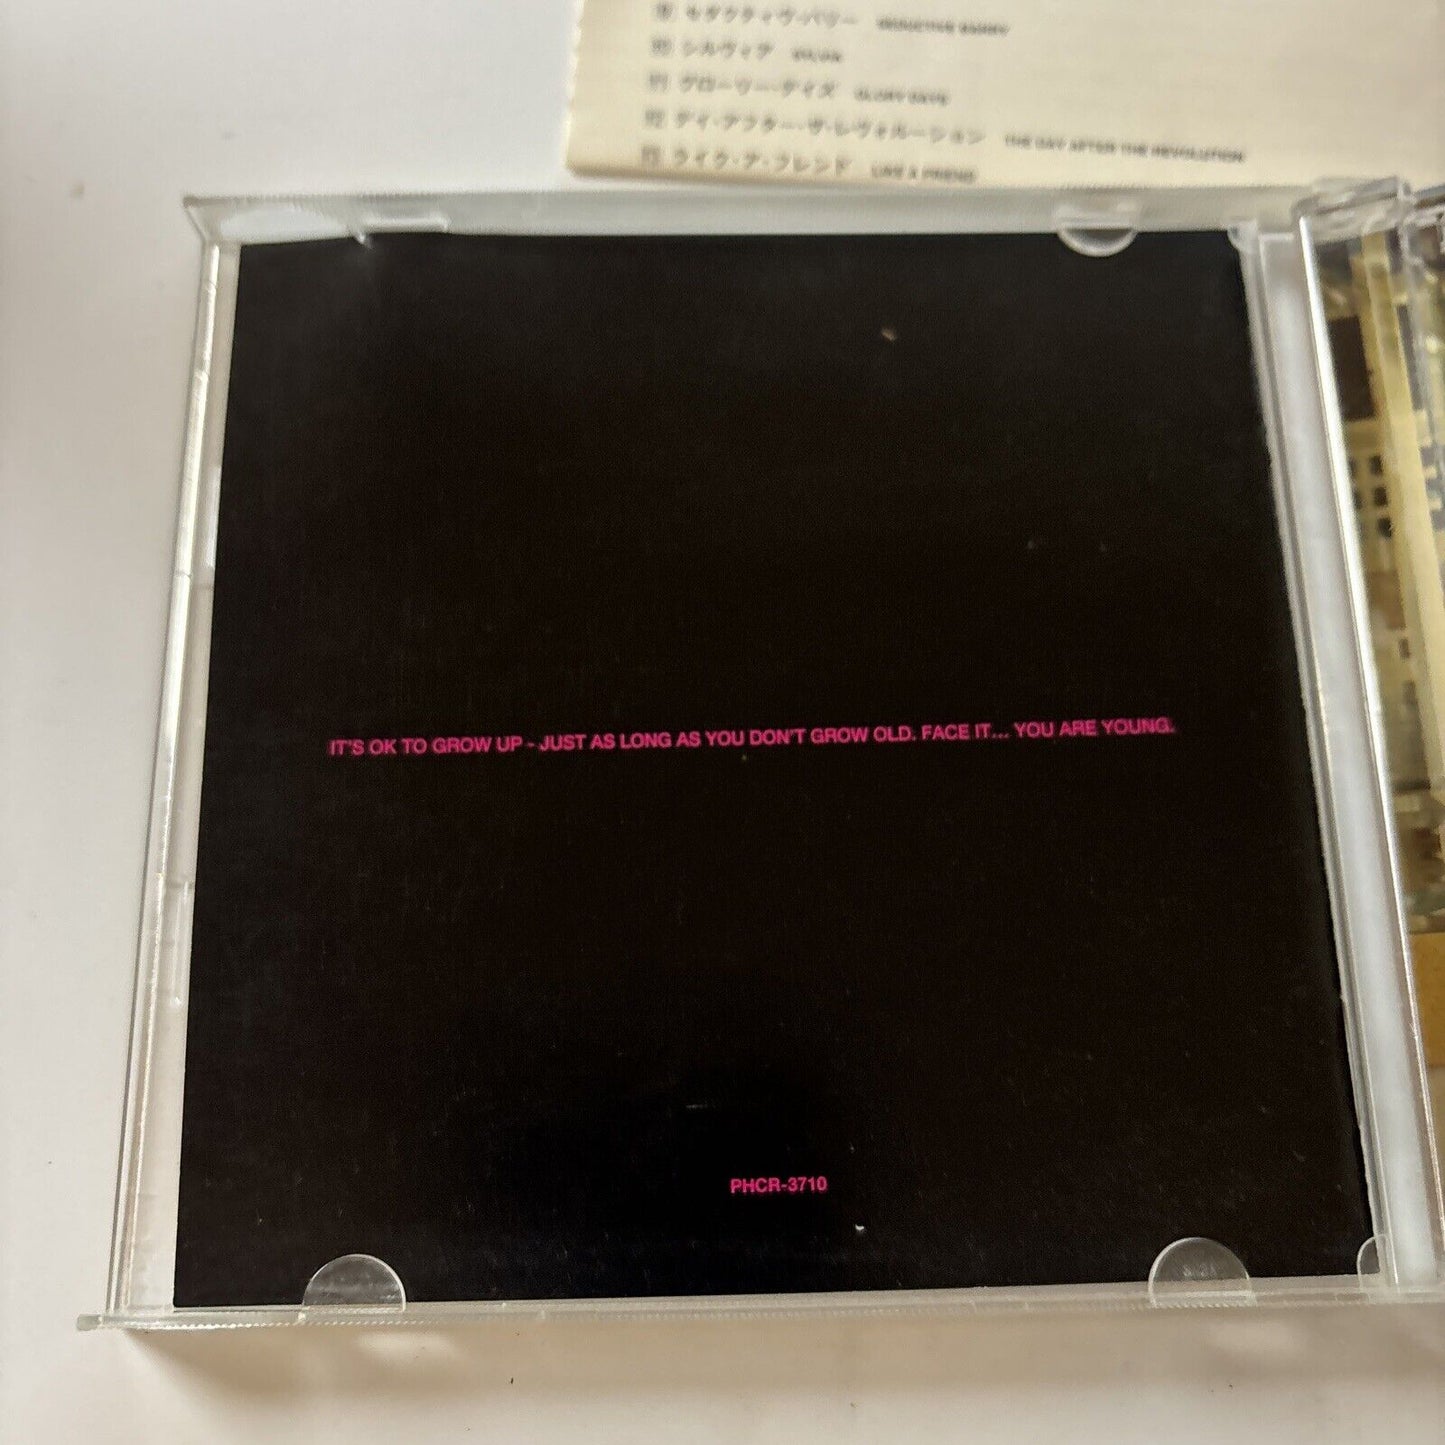 セダクティヴ・バリー SEDUCTIVE BARRY
シルヴィア SYLVIA
グローリー・デイズ GLORY DAYS
デイ・アフター・ザ・レヴォルーション THE DAY AFTER THE REVOLUTION
ライク・ア・フレンド LIKE A FRIEND
IT'S OK TO GROW UP - JUST AS LONG AS YOU DON'T GROW OLD. FACE IT... YOU ARE YOUNG.
PHCR-3710